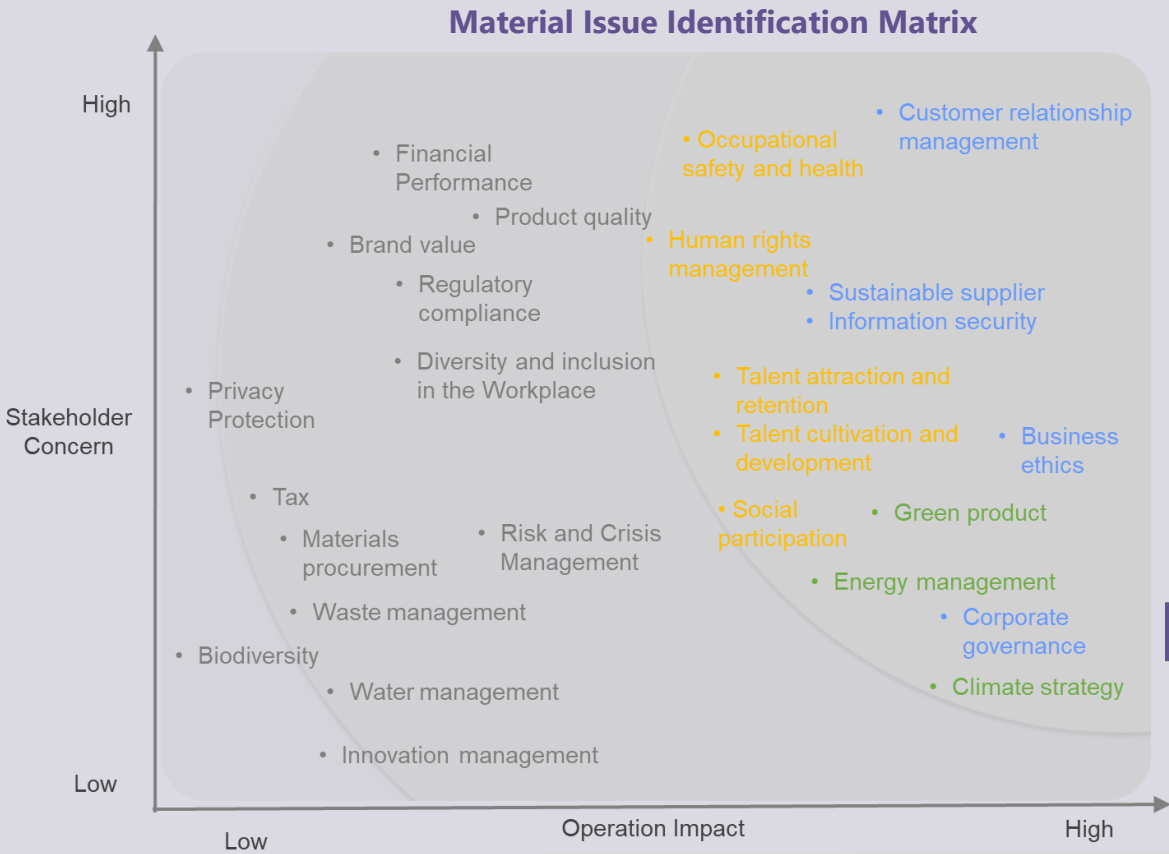 Material Issue Identification Matrix
High
• Customer relationship
management
• Occupational
safety and health
• Financial
Performance
• Product quality
• Brand value
• Human rights
management
• Regulatory
compliance
• Sustainable supplier
• Information security
• Diversity and inclusion
in the Workplace
• Privacy
Protection
• Talent attraction and
retention
• Talent cultivation and
development
• Business
ethics
Stakeholder
Concern
• Tax
• Materials
procurement
• Risk and Crisis
Management
• Social
participation
• Green product
• Energy management
• Waste management
• Corporate
governance
• Biodiversity
• Water management
• Climate strategy
• Innovation management
Low
Low
Operation Impact
High